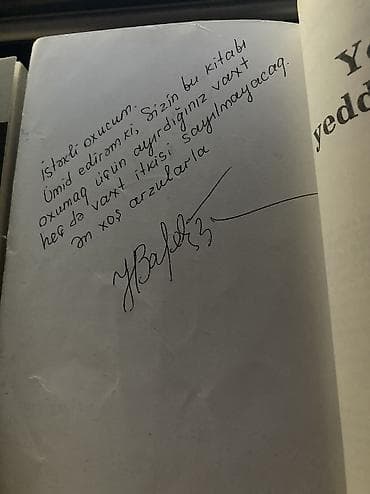 İstəkli oxucum.
Ümid edirəm ki, Sizin bu kitabı
oxumaq üçün ayırdığınız vaxt
heç də vaxt itkisi sayılmayacaq.
Ən xoş arzularla
Y
yedd